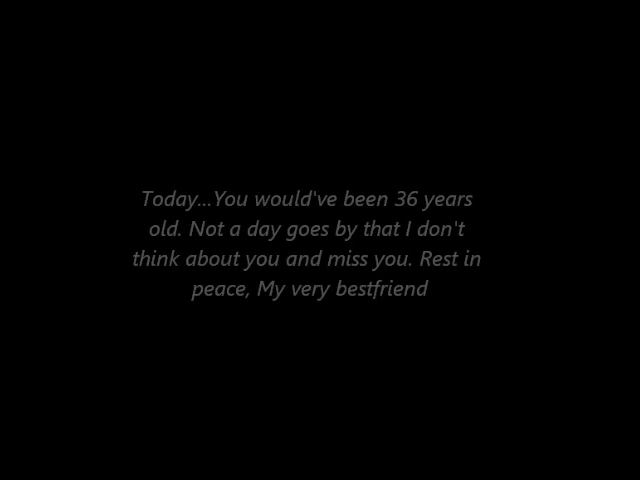 Today...You would've been 36 years
old. Not a day goes by that I don't
think about you and miss you. Rest in
peace, My very bestfriend